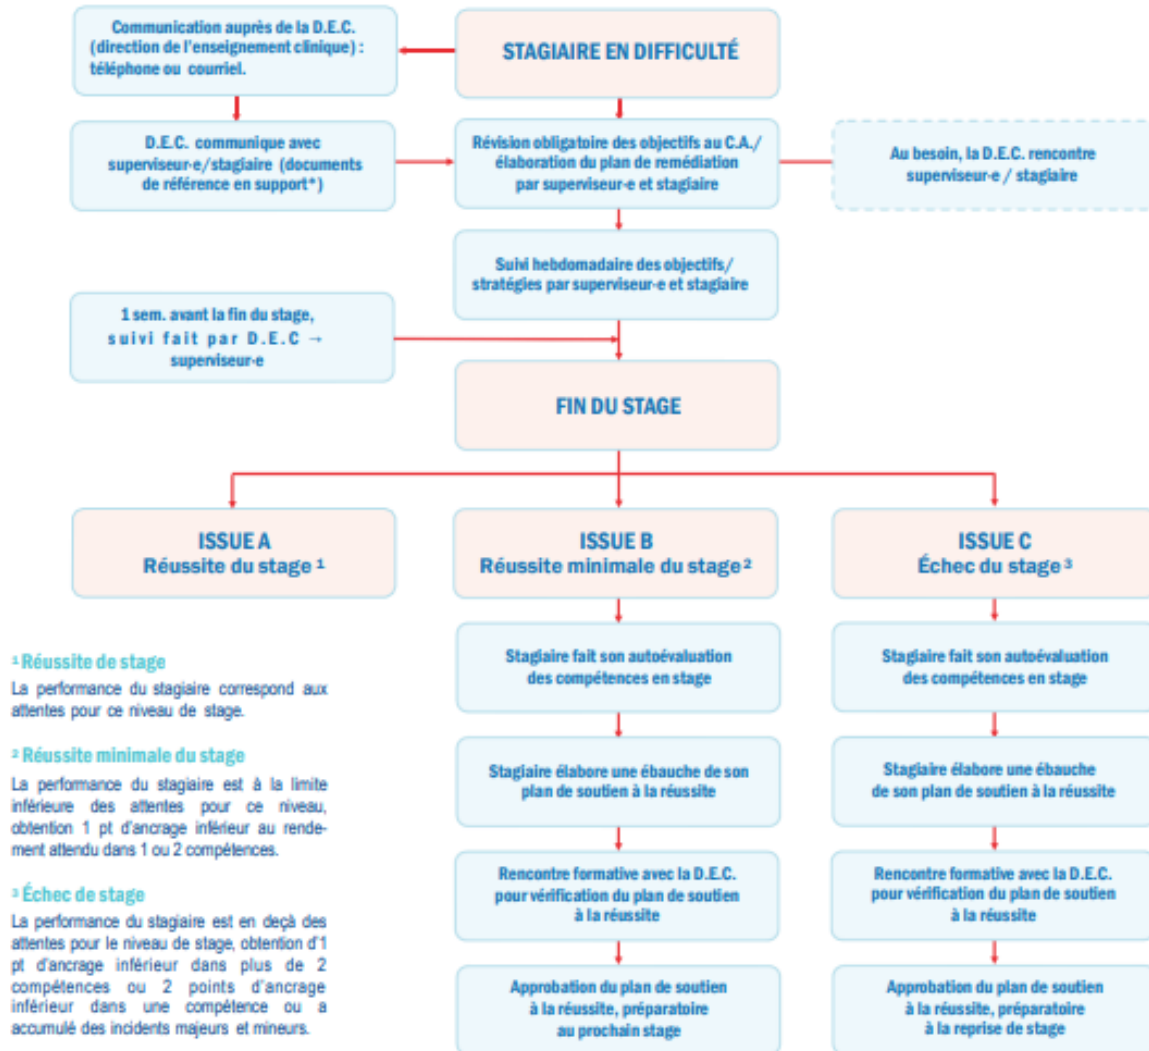 Communication auprès de la D.E.C.
(direction de l'enseignement clinique) :
téléphone ou courriel.
STAGIAIRE EN DIFFICULTÉ
D.E.C. communique avec
superviseur·e/stagiaire (documents
de référence en support*)
Révision obligatoire des objectifs au C.A./
élaboration du plan de remédiation
par superviseur·e et stagiaire
Au besoin, la D.E.C. rencontre
superviseur·e / stagiaire
Suivi hebdomadaire des objectifs/
stratégies par superviseur·e et stagiaire
1 sem. avant la fin du stage,
suivi fait par D.E.C →
superviseur·e
FIN DU STAGE
ISSUE A
Réussite du stage ¹
ISSUE B
Réussite minimale du stage ²
ISSUE C
Échec du stage ³
¹ Réussite de stage
La performance du stagiaire correspond aux
attentes pour ce niveau de stage.
² Réussite minimale du stage
La performance du stagiaire est à la limite
inférieure des attentes pour ce niveau,
obtention 1 pt d'ancrage inférieur au rende-
ment attendu dans 1 ou 2 compétences.
³ Échec de stage
La performance du stagiaire est en deçà des
attentes pour le niveau de stage, obtention d'1
pt d'ancrage inférieur dans plus de 2
compétences ou 2 points d'ancrage
inférieur dans une compétence ou a
accumulé des incidents majeurs et mineurs.
Stagiaire fait son autoévaluation
des compétences en stage
Stagiaire élabore une ébauche de son
plan de soutien à la réussite
Rencontre formative avec la D.E.C.
pour vérification du plan de soutien
à la réussite
Approbation du plan de soutien
à la réussite, préparatoire
au prochain stage
Stagiaire fait son autoévaluation
des compétences en stage
Stagiaire élabore une ébauche
de son plan de soutien à la réussite
Rencontre formative avec la D.E.C.
pour vérification du plan de soutien
à la réussite
Approbation du plan de soutien
à la réussite, préparatoire
à la reprise de stage